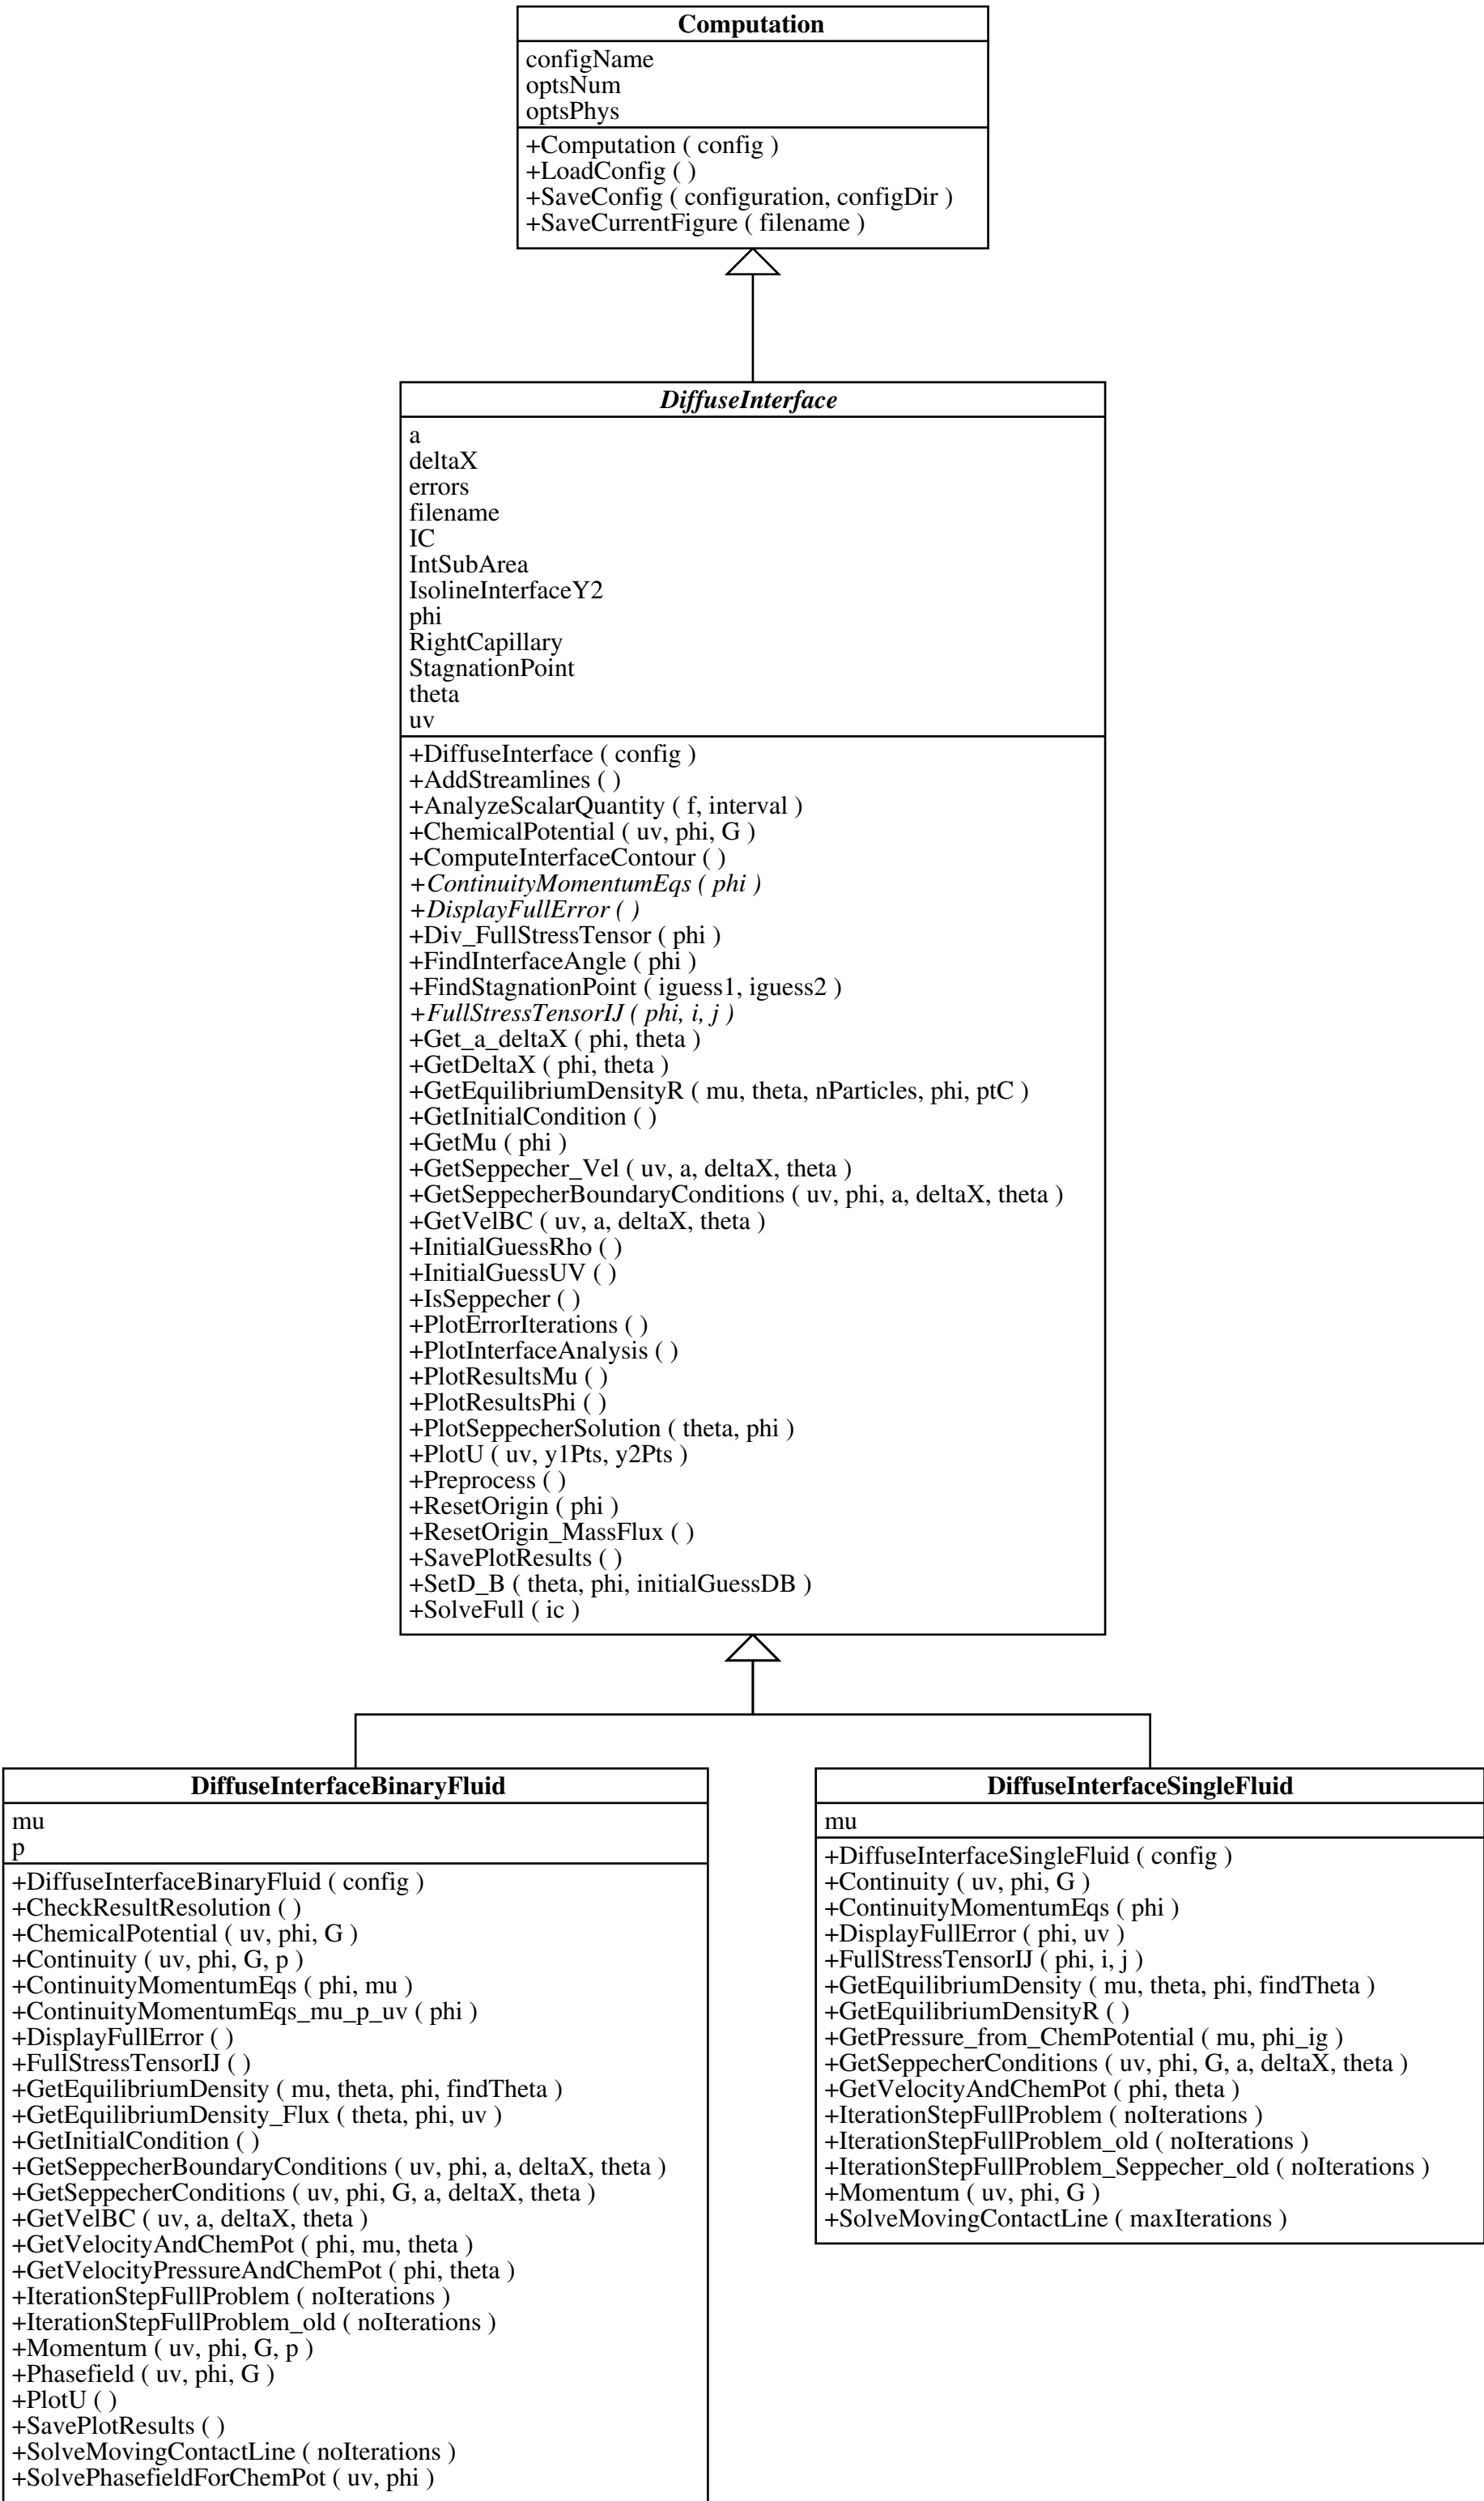 Computation
configName
optsNum
optsPhys
+Computation ( config )
+LoadConfig ( )
+SaveConfig ( configuration, configDir )
+SaveCurrentFigure ( filename )
DiffuseInterface
a
deltaX
errors
filename
IC
IntSubArea
IsolineInterfaceY2
phi
RightCapillary
StagnationPoint
theta
uv
+DiffuseInterface ( config )
+AddStreamlines ( )
+AnalyzeScalarQuantity ( f, interval )
+ChemicalPotential ( uv, phi, G )
+ComputeInterfaceContour ( )
+ContinuityMomentumEqs ( phi )
+DisplayFullError ( )
+Div_FullStressTensor ( phi )
+FindInterfaceAngle ( phi )
+FindStagnationPoint ( iguess1, iguess2 )
+FullStressTensorIJ ( phi, i, j )
+Get_a_deltaX ( phi, theta )
+GetDeltaX ( phi, theta )
+GetEquilibriumDensityR ( mu, theta, nParticles, phi, ptC )
+GetInitialCondition ( )
+GetMu ( phi )
+GetSeppecher_Vel ( uv, a, deltaX, theta )
+GetSeppecherBoundaryConditions ( uv, phi, a, deltaX, theta )
+GetVelBC ( uv, a, deltaX, theta )
+InitialGuessRho ( )
+InitialGuessUV ( )
+IsSeppecher ( )
+PlotErrorIterations ( )
+PlotInterfaceAnalysis ( )
+PlotResultsMu ( )
+PlotResultsPhi ( )
+PlotSeppecherSolution ( theta, phi )
+PlotU ( uv, y1Pts, y2Pts )
+Preprocess ( )
+ResetOrigin ( phi )
+ResetOrigin_MassFlux ( )
+SavePlotResults ( )
+SetD_B ( theta, phi, initialGuessDB )
+SolveFull ( ic )
DiffuseInterfaceBinaryFluid
mu
p
+DiffuseInterfaceBinaryFluid ( config )
+CheckResultResolution ( )
+ChemicalPotential ( uv, phi, G )
+Continuity ( uv, phi, G, p )
+ContinuityMomentumEqs ( phi, mu )
+ContinuityMomentumEqs_mu_p_uv ( phi )
+DisplayFullError ( )
+FullStressTensorIJ ( )
+GetEquilibriumDensity ( mu, theta, phi, findTheta )
+GetEquilibriumDensity_Flux ( theta, phi, uv )
+GetInitialCondition ( )
+GetSeppecherBoundaryConditions ( uv, phi, a, deltaX, theta )
+GetSeppecherConditions ( uv, phi, G, a, deltaX, theta )
+GetVelBC ( uv, a, deltaX, theta )
+GetVelocityAndChemPot ( phi, mu, theta )
+GetVelocityPressureAndChemPot ( phi, theta )
+IterationStepFullProblem ( noIterations )
+IterationStepFullProblem_old ( noIterations )
+Momentum ( uv, phi, G, p )
+Phasefield ( uv, phi, G )
+PlotU ( )
+SavePlotResults ( )
+SolveMovingContactLine ( noIterations )
+SolvePhasefieldForChemPot ( uv, phi )
DiffuseInterfaceSingleFluid
mu
+DiffuseInterfaceSingleFluid ( config )
+Continuity ( uv, phi, G )
+ContinuityMomentumEqs ( phi )
+DisplayFullError ( phi, uv )
+FullStressTensorIJ ( phi, i, j )
+GetEquilibriumDensity ( mu, theta, phi, findTheta )
+GetEquilibriumDensityR ( )
+GetPressure_from_ChemPotential ( mu, phi_ig )
+GetSeppecherConditions ( uv, phi, G, a, deltaX, theta )
+GetVelocityAndChemPot ( phi, theta )
+IterationStepFullProblem ( noIterations )
+IterationStepFullProblem_old ( noIterations )
+IterationStepFullProblem_Seppecher_old ( noIterations )
+Momentum ( uv, phi, G )
+SolveMovingContactLine ( maxIterations )